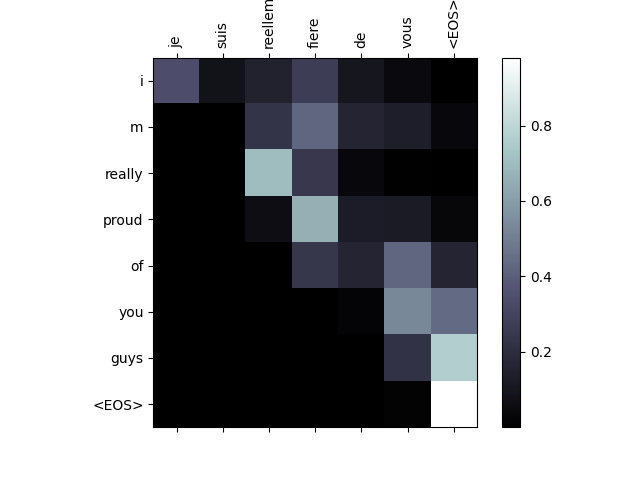 je
suis
reellem
fiere
de
vous
<EOS>
i
m
really
proud
of
you
guys
<EOS>
0.8
0.6
0.4
0.2